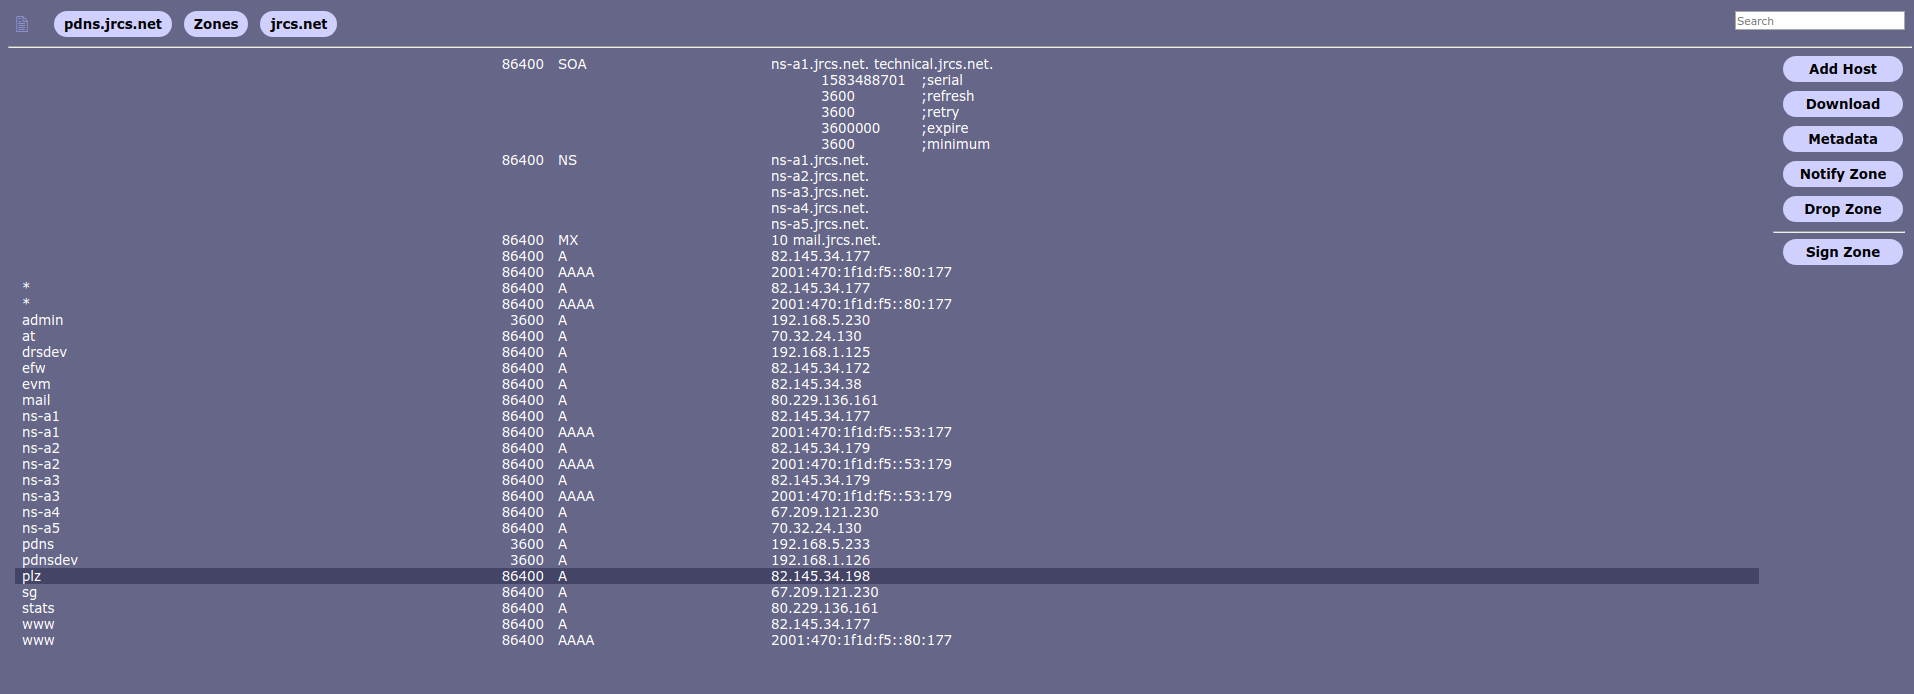 pdns.jrcs.net Zones jrcs.net Search
86400 SOA ns-a1.jrcs.net. technical.jrcs.net.
1583488701 ;serial
3600 ;refresh
3600 ;retry
3600000 ;expire
3600 ;minimum
86400 NS ns-a1.jrcs.net.
ns-a2.jrcs.net.
ns-a3.jrcs.net.
ns-a4.jrcs.net.
ns-a5.jrcs.net.
86400 MX 10 mail.jrcs.net.
86400 A 82.145.34.177
86400 AAAA 2001:470:1f1d:f5::80:177
* 86400 A 82.145.34.177
* 86400 AAAA 2001:470:1f1d:f5::80:177
admin 3600 A 192.168.5.230
at 86400 A 70.32.24.130
drsdev 86400 A 192.168.1.125
efw 86400 A 82.145.34.172
evm 86400 A 82.145.34.38
mail 86400 A 80.229.136.161
ns-a1 86400 A 82.145.34.177
ns-a1 86400 AAAA 2001:470:1f1d:f5::53:177
ns-a2 86400 A 82.145.34.179
ns-a2 86400 AAAA 2001:470:1f1d:f5::53:179
ns-a3 86400 A 82.145.34.179
ns-a3 86400 AAAA 2001:470:1f1d:f5::53:179
ns-a4 86400 A 67.209.121.230
ns-a5 86400 A 70.32.24.130
pdns 3600 A 192.168.5.233
pdnsdev 3600 A 192.168.1.126
plz 86400 A 82.145.34.198
sg 86400 A 67.209.121.230
stats 86400 A 80.229.136.161
www 86400 A 82.145.34.177
www 86400 AAAA 2001:470:1f1d:f5::80:177
Add Host
Download
Metadata
Notify Zone
Drop Zone
Sign Zone